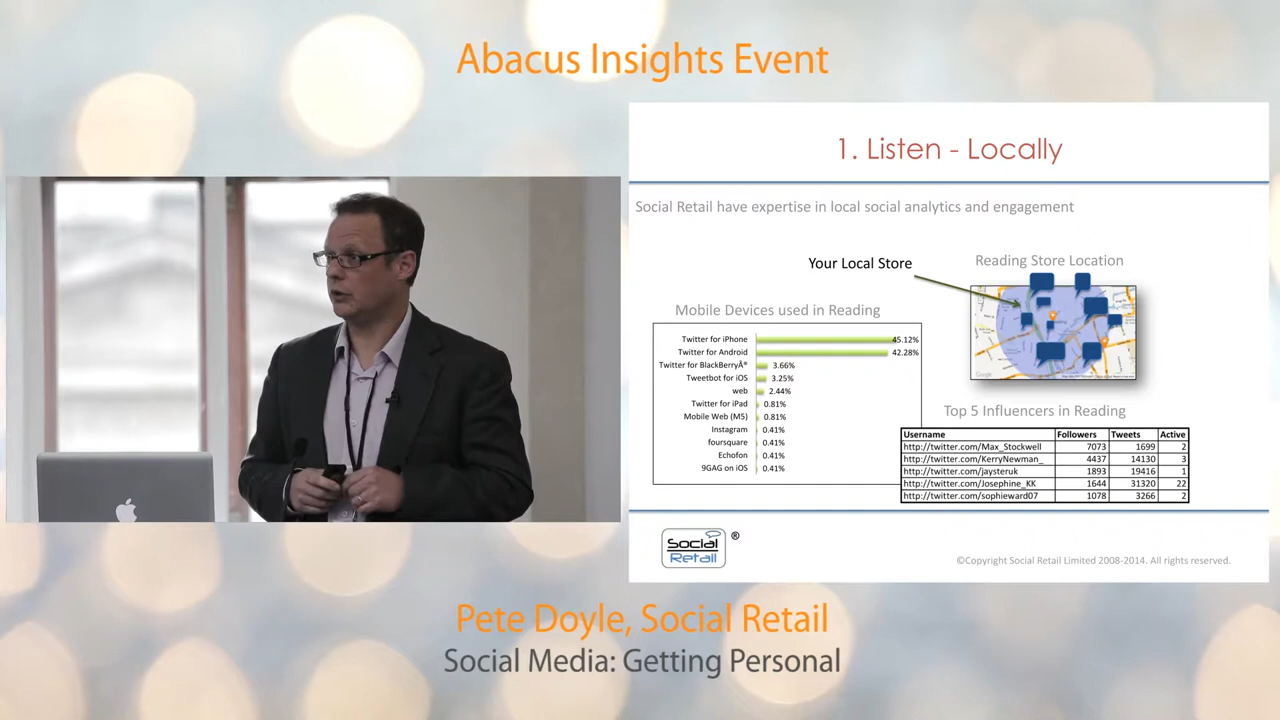 Abacus Insights Event
1. Listen - Locally
Social Retail have expertise in local social analytics and engagement
Your Local Store
Reading Store Location
Mobile Devices used in Reading
Twitter for iPhone 45.12%
Twitter for Android 42.28%
Twitter for BlackBerryÂ® 3.66%
Tweetbot for iOS 3.25%
web 2.44%
Twitter for iPad 0.81%
Mobile Web (M5) 0.81%
Instagram 0.41%
foursquare 0.41%
Echofon 0.41%
9GAG on iOS 0.41%
Google
Top 5 Influencers in Reading
Username Followers Tweets Active
http://twitter.com/Max_Stockwell 7073 1699 2
http://twitter.com/KerryNewman_ 4437 14130 3
http://twitter.com/jaysteruk 1893 19416 1
http://twitter.com/Josephine_KK 1644 31320 22
http://twitter.com/sophieward07 1078 3266 2
Social
Retail
®
©Copyright Social Retail Limited 2008-2014. All rights reserved.
Pete Doyle, Social Retail
Social Media: Getting Personal